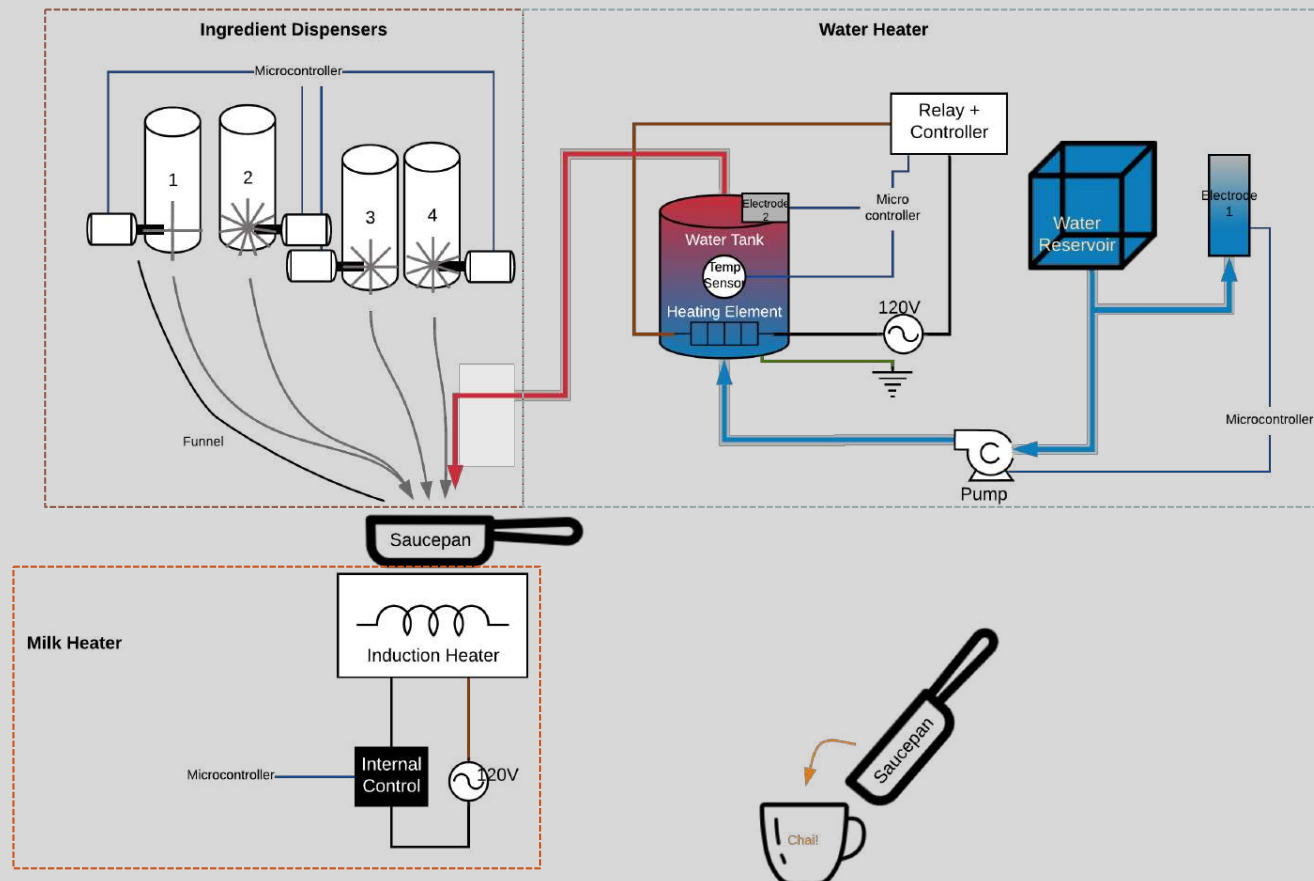 Ingredient Dispensers
Water Heater
Microcontroller
1
2
3
4
Relay +
Controller
Electrode
2
Micro
controller
Water Tank
Temp
Sensor
Heating Element
120V
Water
Reservoir
Electrode
1
Funnel
Microcontroller
C
Pump
Saucepan
Milk Heater
Induction Heater
Microcontroller
Internal
Control
120V
Saucepan
Chai!